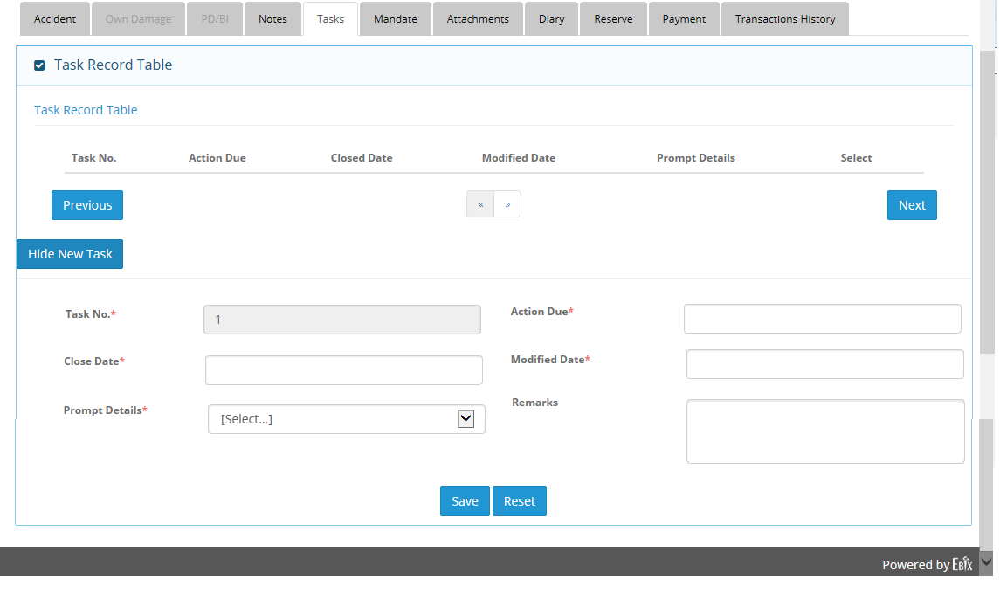 Accident Own Damage PD/BI Notes Tasks Mandate Attachments Diary Reserve Payment Transactions History
Task Record Table
Task Record Table
Task No. Action Due Closed Date Modified Date Prompt Details Select
Previous « » Next
Hide New Task
Task No.* 1 Action Due*
Close Date* Modified Date*
Prompt Details* [Select...] Remarks
Save Reset
Powered by Ebix